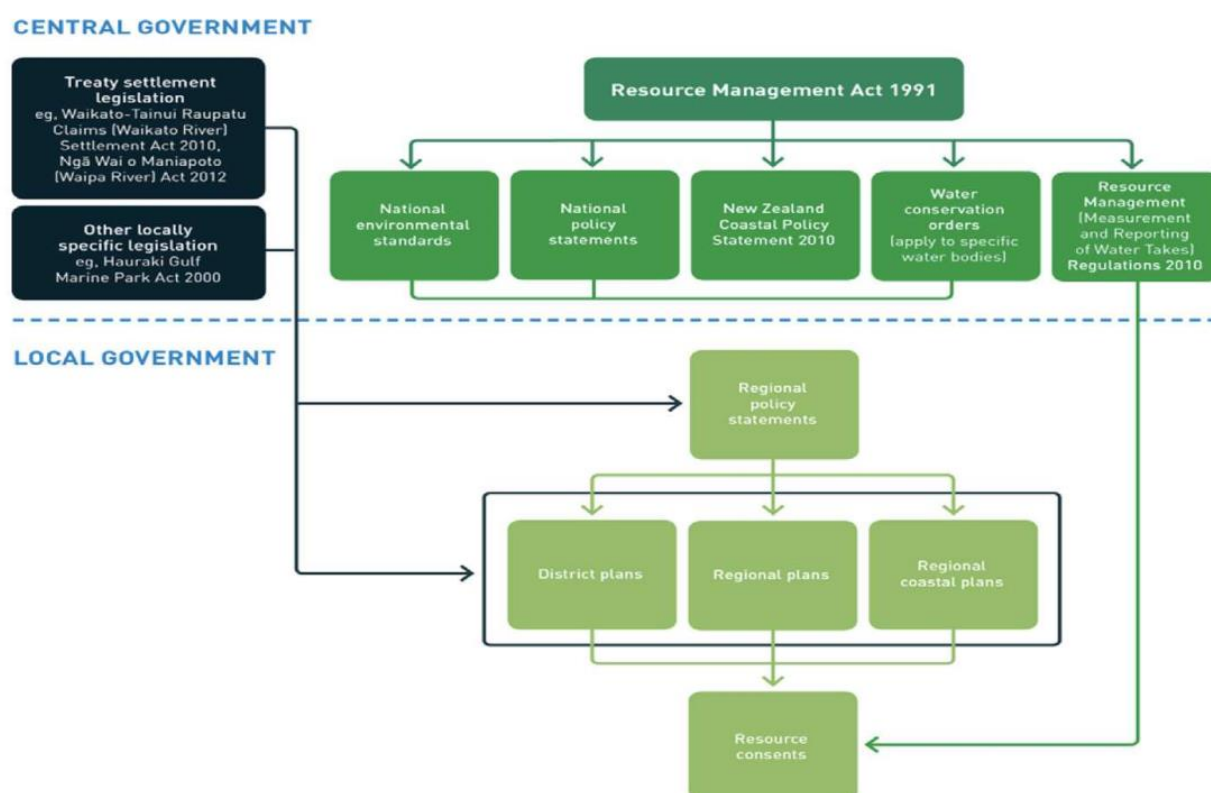 CENTRAL GOVERNMENT
Treaty settlement
legislation
eg, Waikato-Tainui Raupatu
Claims (Waikato River)
Settlement Act 2010,
Ngā Wai o Maniapoto
(Waipa River) Act 2012
Other locally
specific legislation
eg, Hauraki Gulf
Marine Park Act 2000
Resource Management Act 1991
National
environmental
standards
National
policy
statements
New Zealand
Coastal Policy
Statement 2010
Water
conservation
orders
(apply to specific
water bodies)
Resource
Management
(Measurement
and Reporting
of Water Takes)
Regulations 2010
LOCAL GOVERNMENT
Regional
policy
statements
District plans
Regional plans
Regional
coastal plans
Resource
consents